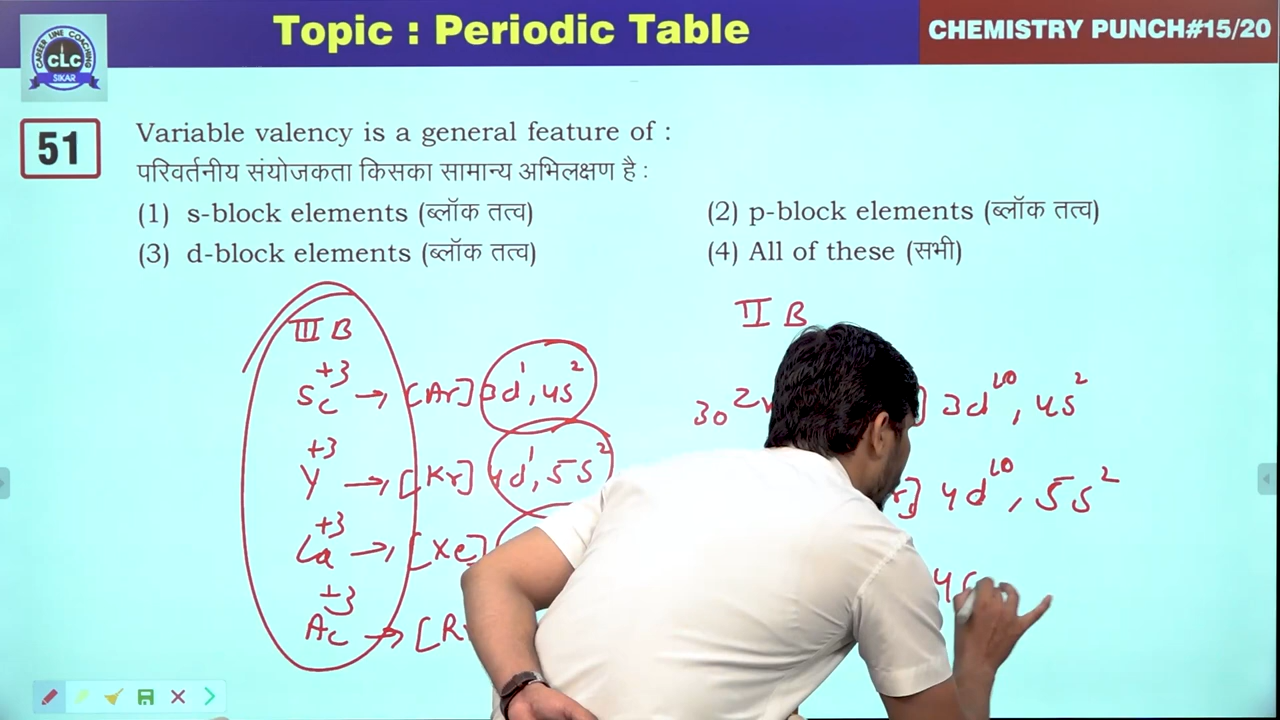 Topic : Periodic Table
CHEMISTRY PUNCH#15/20
CAREER LINE COACHING
CLC
SIKAR
51
Variable valency is a general feature of :
परिवर्तनीय संयोजकता किसका सामान्य अभिलक्षण है :
(1) s-block elements (ब्लॉक तत्व)
(2) p-block elements (ब्लॉक तत्व)
(3) d-block elements (ब्लॉक तत्व)
(4) All of these (सभी)
III B
Sc+3 → [Ar] 3d1, 4s2
Y+3 → [Kr] 4d1, 5s2
La+3 → [Xe]
Ac+3 → [R
II B
30 Z ] 3d10, 4s2
] 4d10, 5s2
4